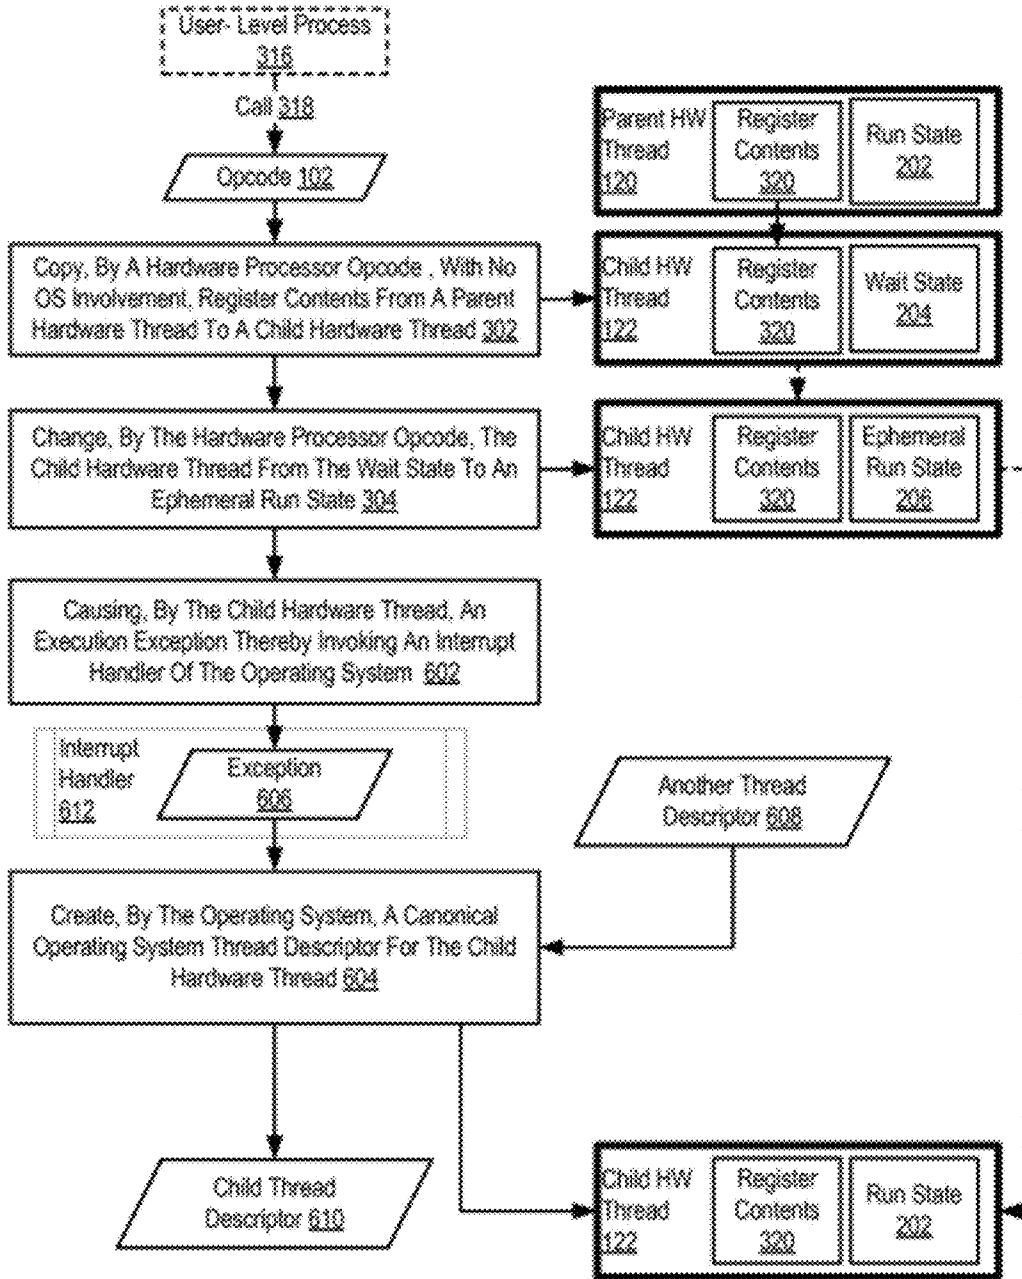 User- Level Process
316
Call 318
Opcode 102
Parent HW
Thread
120
Register
Contents
320
Run State
202
Copy, By A Hardware Processor Opcode , With No
OS Involvement, Register Contents From A Parent
Hardware Thread To A Child Hardware Thread 302
Child HW
Thread
122
Register
Contents
320
Wait State
204
Change, By The Hardware Processor Opcode, The
Child Hardware Thread From The Wait State To An
Ephemeral Run State 304
Child HW
Thread
122
Register
Contents
320
Ephemeral
Run State
206
Causing, By The Child Hardware Thread, An
Execution Exception Thereby Invoking An Interrupt
Handler Of The Operating System 602
Interrupt
Handler
612
Exception
606
Another Thread
Descriptor 608
Create, By The Operating System, A Canonical
Operating System Thread Descriptor For The Child
Hardware Thread 604
Child Thread
Descriptor 610
Child HW
Thread
122
Register
Contents
320
Run State
202